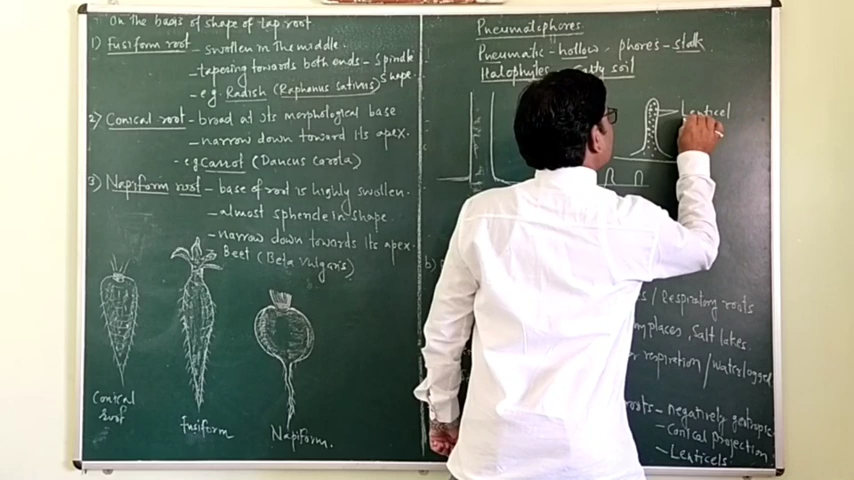 On the basis of shape of tap root
1) Fusiform root - swollen in the middle.
- tapering towards both ends - Spindle shape.
- e.g. Radish (Raphanus sativus)
2) Conical root - broad at its morphological base
- narrow down toward its apex.
- e.g Carrot (Daucus carota)
3) Napiform root - base of root is highly swollen.
- almost spherical in shape.
- narrow down towards its apex.
- Beet (Beta vulgaris)
Conical root
Fusiform
Napiform.
Pneumatophores.
Pneumatic - hollow, phores - stalk.
Halophytes - Salty soil
Lenticel
b)
/ Respiratory roots
places, Salt lakes.
respiration / waterlogged
roots - negatively geotropic
- Conical projection
- Lenticels